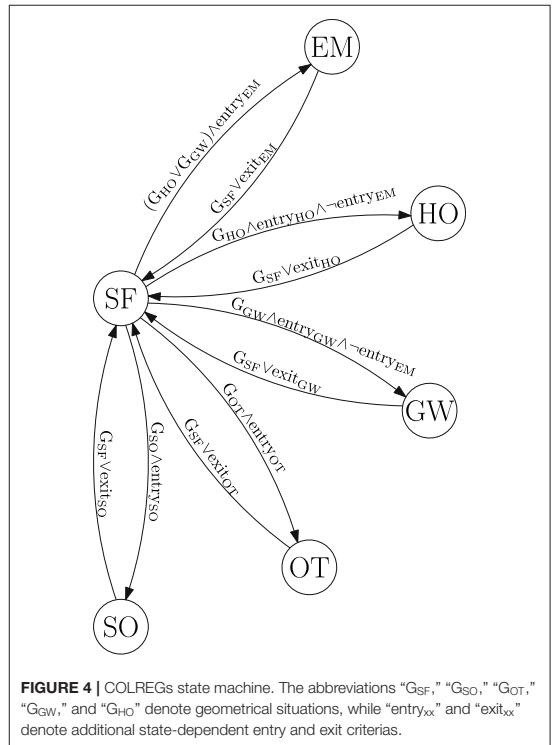 EM
(G_HO∨G_GW)∧entry_EM
G_SF∨exit_EM
G_HO∧entry_HO∧¬entry_EM
HO
G_SF∨exit_HO
SF
G_GW∧entry_GW∧¬entry_EM
G_SF∨exit_GW
GW
G_OT∧entry_OT
G_SF∨exit_OT
G_SF∨exit_SO
G_SO∧entry_SO
OT
SO
FIGURE 4 | COLREGs state machine. The abbreviations “G_SF,” “G_SO,” “G_OT,”
“G_GW,” and “G_HO” denote geometrical situations, while “entry_xx” and “exit_xx”
denote additional state-dependent entry and exit criterias.